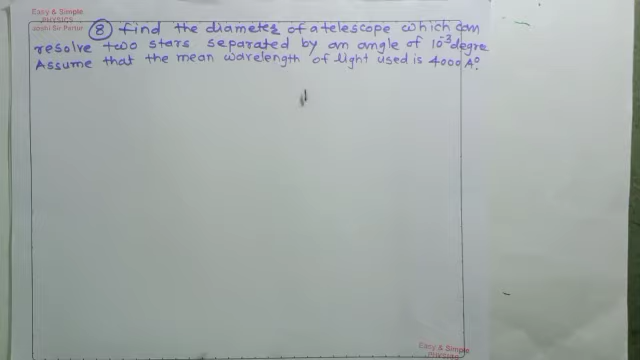 Easy & Simple
PHYSICS
⑧ find the diameter of a telescope which can
resolve two stars separated by an angle of 10⁻³ degree
Assume that the mean wavelength of light used is 4000 A°.
Easy & Simple
PHYSICS